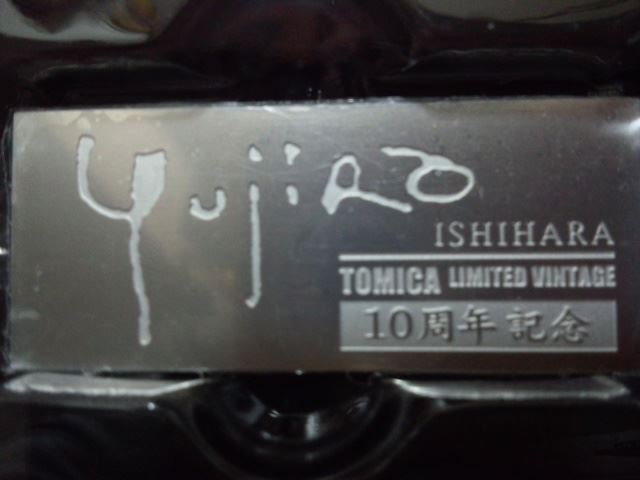 Yujiro
ISHIHARA
TOMICA LIMITED VINTAGE
10周年記念